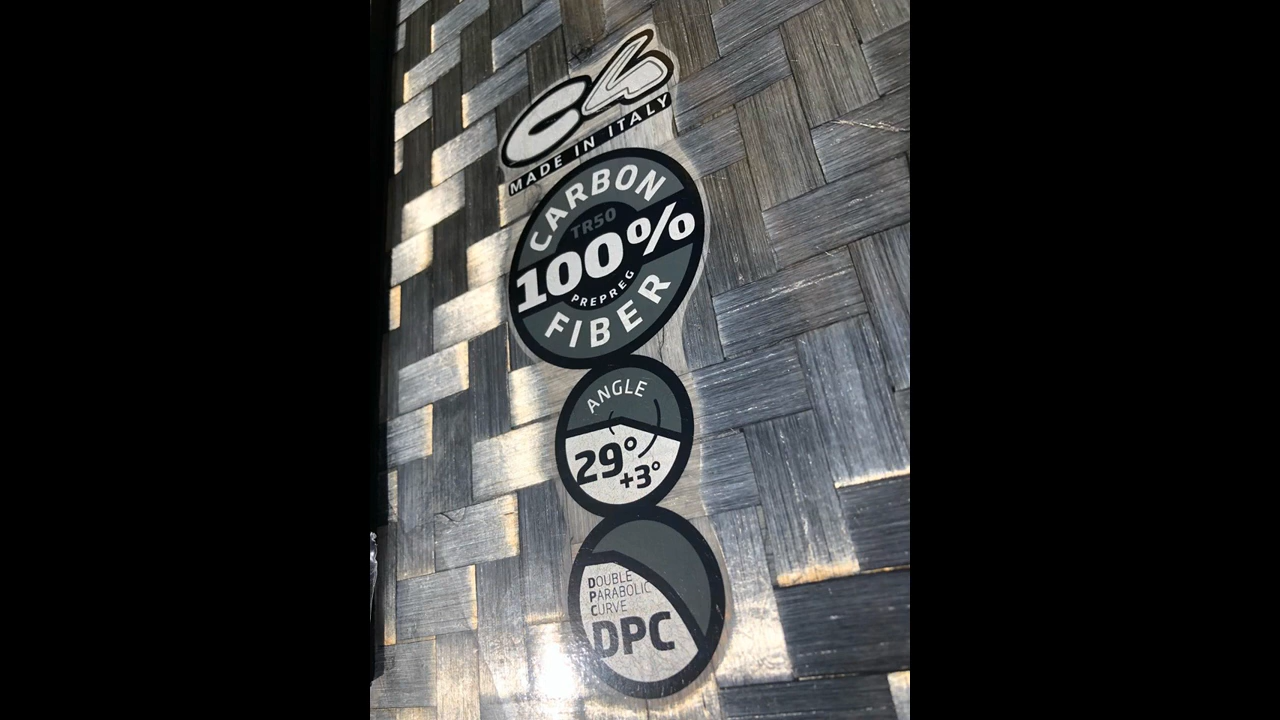 C4
MADE IN ITALY
CARBON
TR50
100%
PREPREG
FIBER
ANGLE
29°
+3°
DOUBLE
PARABOLIC
CURVE
DPC